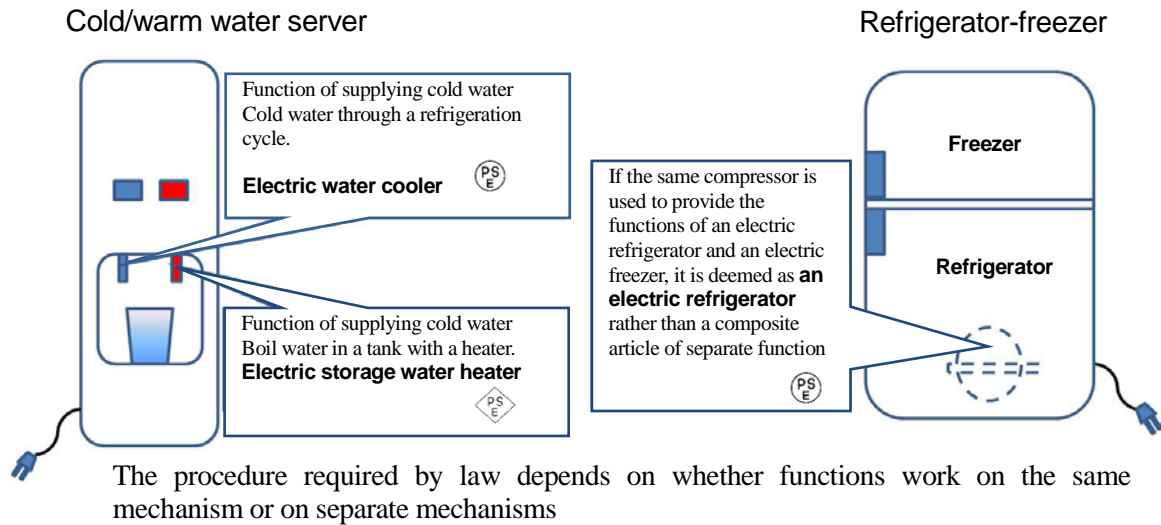 Cold/warm water server
Refrigerator-freezer
Function of supplying cold water
Cold water through a refrigeration
cycle.
Electric water cooler
PS
E
Function of supplying cold water
Boil water in a tank with a heater.
Electric storage water heater
PS
E
If the same compressor is
used to provide the
functions of an electric
refrigerator and an electric
freezer, it is deemed as an
electric refrigerator
rather than a composite
article of separate function
PS
E
Freezer
Refrigerator
The procedure required by law depends on whether functions work on the same
mechanism or on separate mechanisms